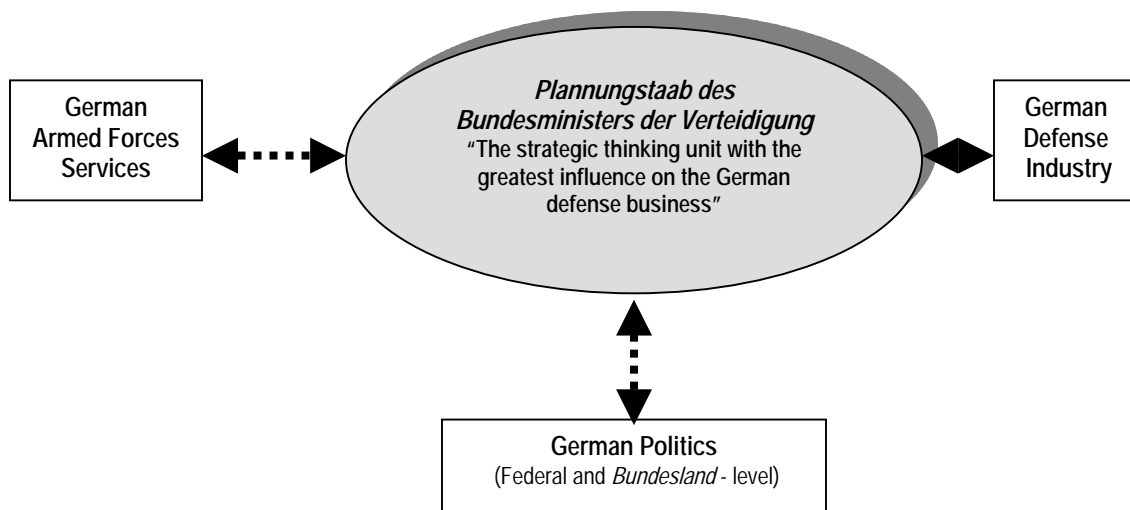 German
Armed Forces
Services
Plannungstaab des
Bundesministers der Verteidigung
“The strategic thinking unit with the
greatest influence on the German
defense business”
German
Defense
Industry
German Politics
(Federal and Bundesland - level)